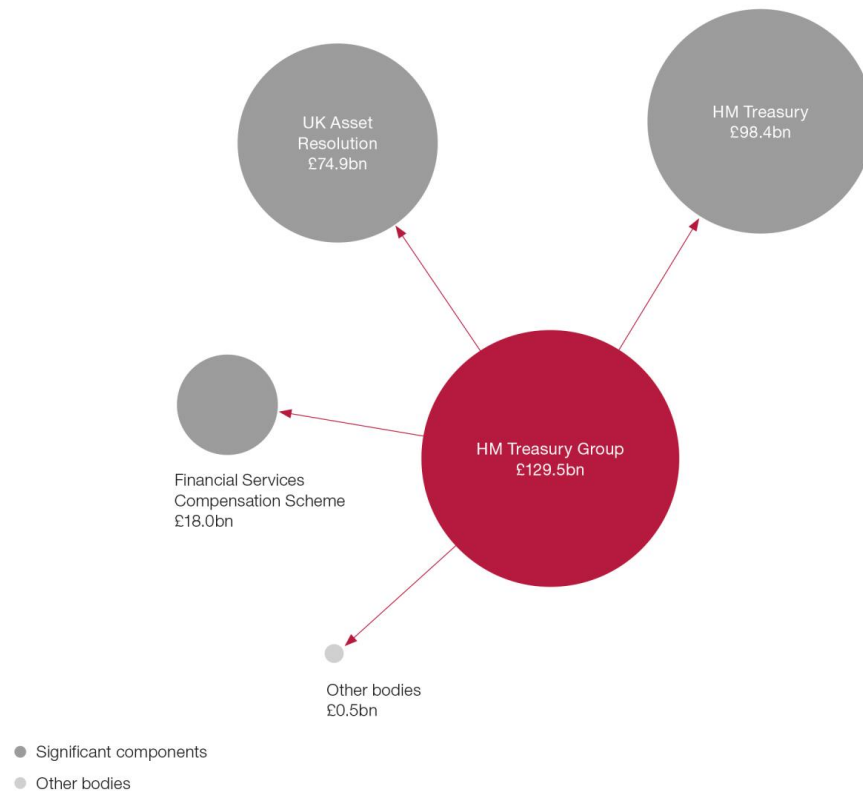 UK Asset
Resolution
£74.9bn
HM Treasury
£98.4bn
HM Treasury Group
£129.5bn
Financial Services
Compensation Scheme
£18.0bn
Other bodies
£0.5bn
Significant components
Other bodies